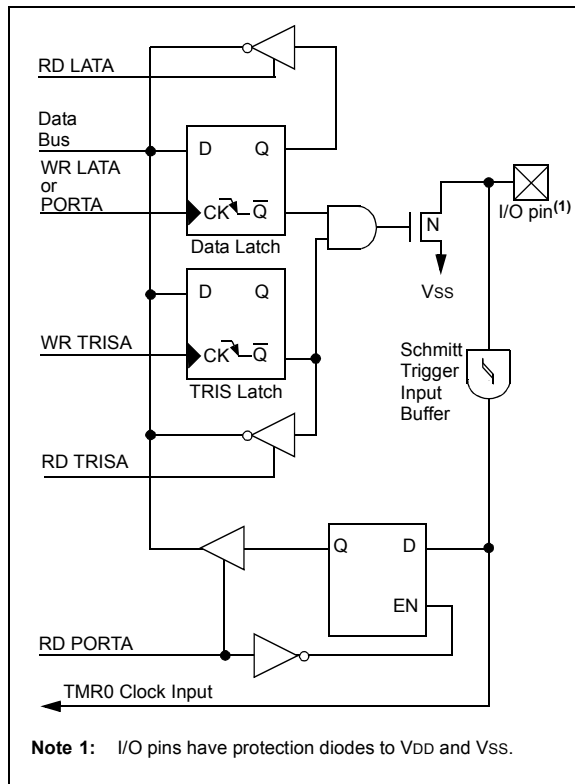 RD LATA
Data
Bus
WR LATA
or
PORTA
D Q
CK Q
Data Latch
N
I/O pin(1)
VSS
D Q
WR TRISA
CK Q
TRIS Latch
Schmitt
Trigger
Input
Buffer
RD TRISA
Q D
EN
RD PORTA
TMR0 Clock Input
Note 1: I/O pins have protection diodes to VDD and VSS.